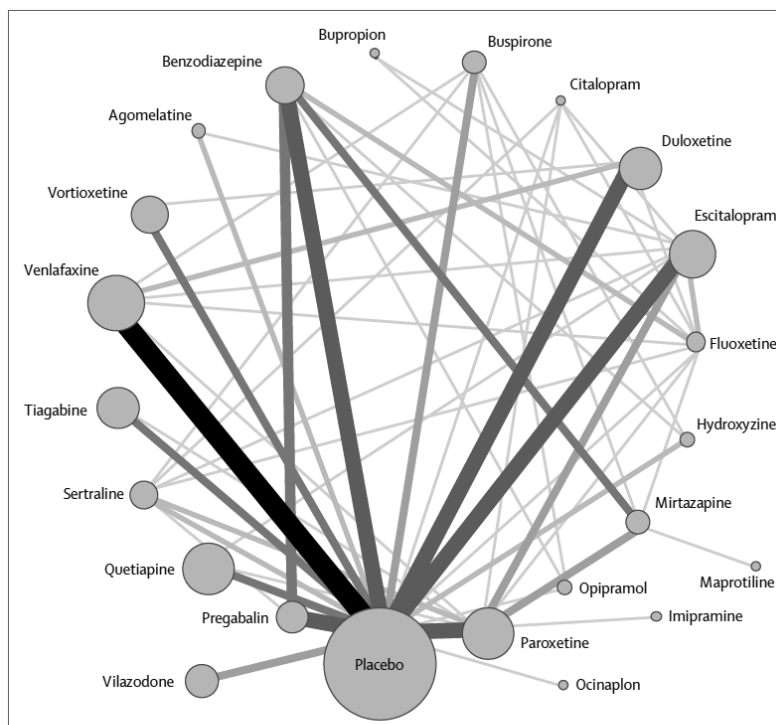 Bupropion
Buspirone
Benzodiazepine
Citalopram
Agomelatine
Duloxetine
Vortioxetine
Escitalopram
Venlafaxine
Fluoxetine
Tiagabine
Hydroxyzine
Sertraline
Mirtazapine
Quetiapine
Maprotiline
Opipramol
Pregabalin
Imipramine
Paroxetine
Placebo
Vilazodone
Ocinaplon